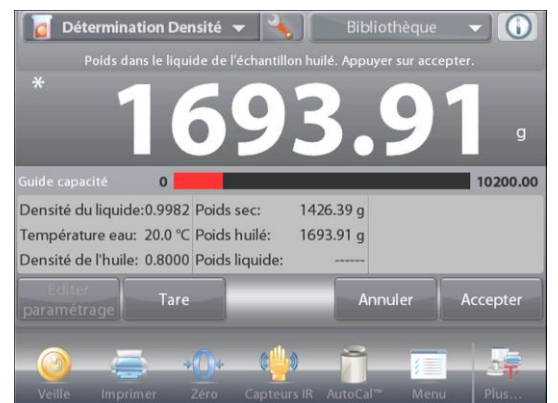 Détermination Densité
Bibliothèque
Poids dans le liquide de l'échantillon huilé. Appuyer sur accepter.
* 1693.91 g
Guide capacité 0 10200.00
Densité du liquide:0.9982 Poids sec: 1426.39 g
Température eau: 20.0 °C Poids huilé: 1693.91 g
Densité de l'huile: 0.8000 Poids liquide: ------
Editer paramétrage
Tare
Annuler
Accepter
Veille
Imprimer
Zéro
Capteurs IR
AutoCal™
Menu
Plus...